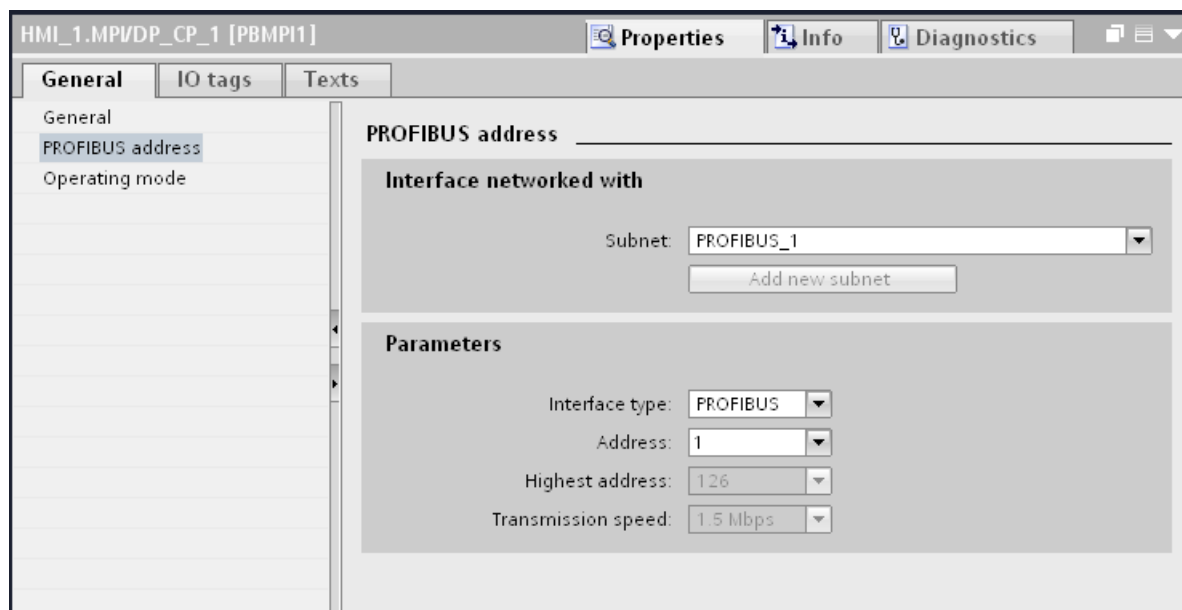 HMI_1.MPI/DP_CP_1 [PBMPI1]
Properties
Info
Diagnostics
General
IO tags
Texts
General
PROFIBUS address
Operating mode
PROFIBUS address
Interface networked with
Subnet: PROFIBUS_1
Add new subnet
Parameters
Interface type: PROFIBUS
Address: 1
Highest address: 126
Transmission speed: 1.5 Mbps